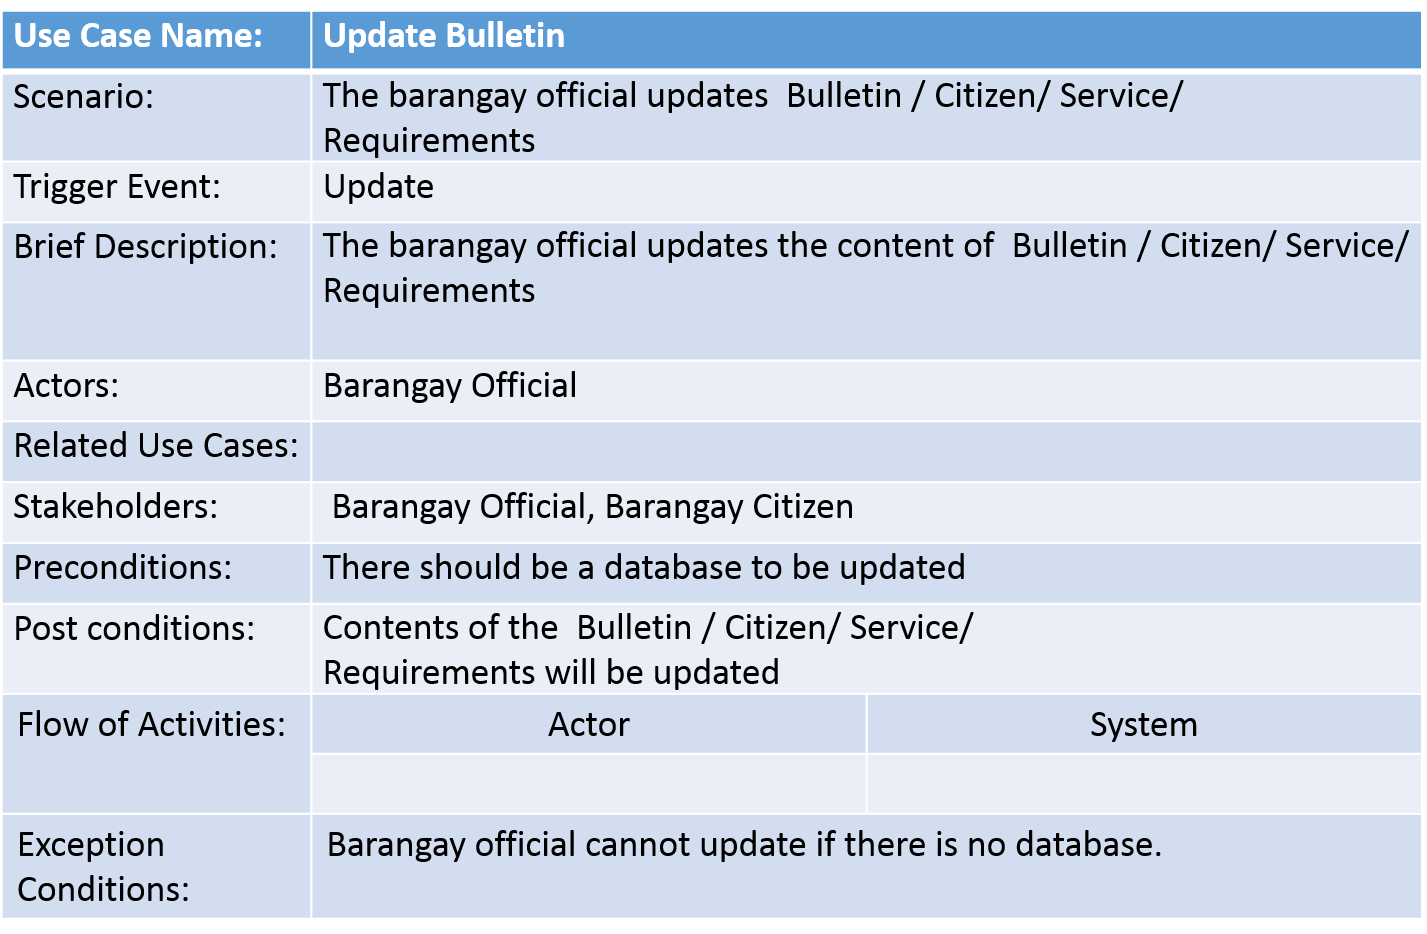 Use Case Name: Update Bulletin
Scenario: The barangay official updates  Bulletin / Citizen/ Service/
Requirements
Trigger Event: Update
Brief Description: The barangay official updates the content of  Bulletin / Citizen/ Service/
Requirements
Actors: Barangay Official
Related Use Cases:
Stakeholders: Barangay Official, Barangay Citizen
Preconditions: There should be a database to be updated
Post conditions: Contents of the  Bulletin / Citizen/ Service/
Requirements will be updated
Flow of Activities: Actor System
Exception Barangay official cannot update if there is no database.
Conditions: